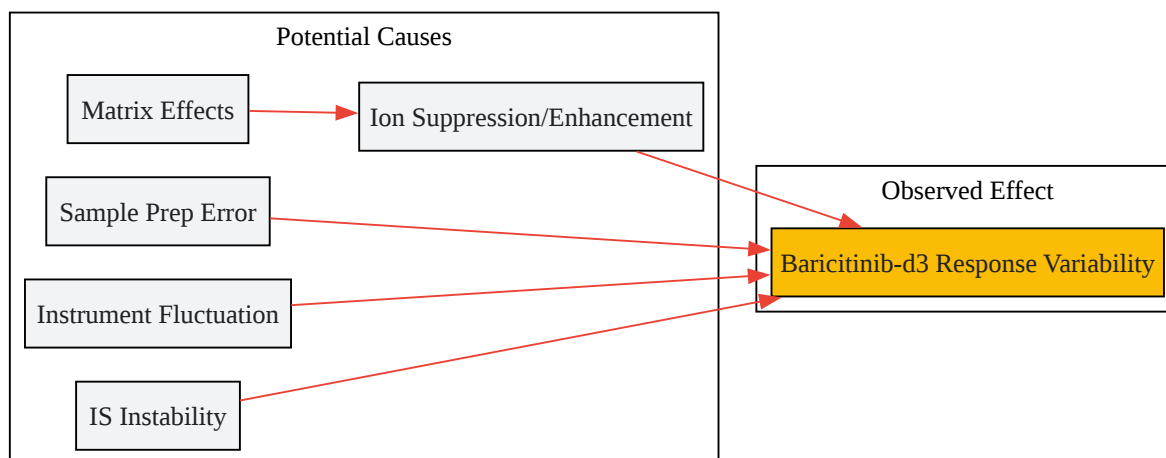 Potential Causes
Matrix Effects
Ion Suppression/Enhancement
Sample Prep Error
Instrument Fluctuation
IS Instability
Observed Effect
Baricitinib-d3 Response Variability